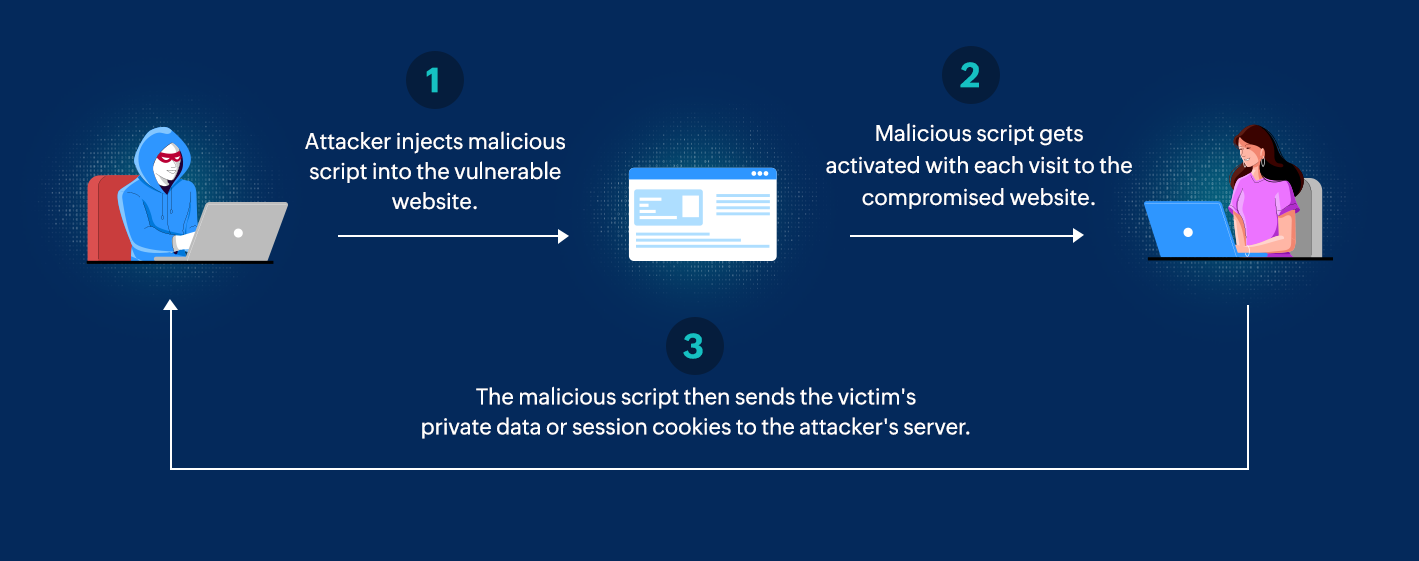 1
Attacker injects malicious
script into the vulnerable
website.
2
Malicious script gets
activated with each visit to the
compromised website.
3
The malicious script then sends the victim's
private data or session cookies to the attacker's server.